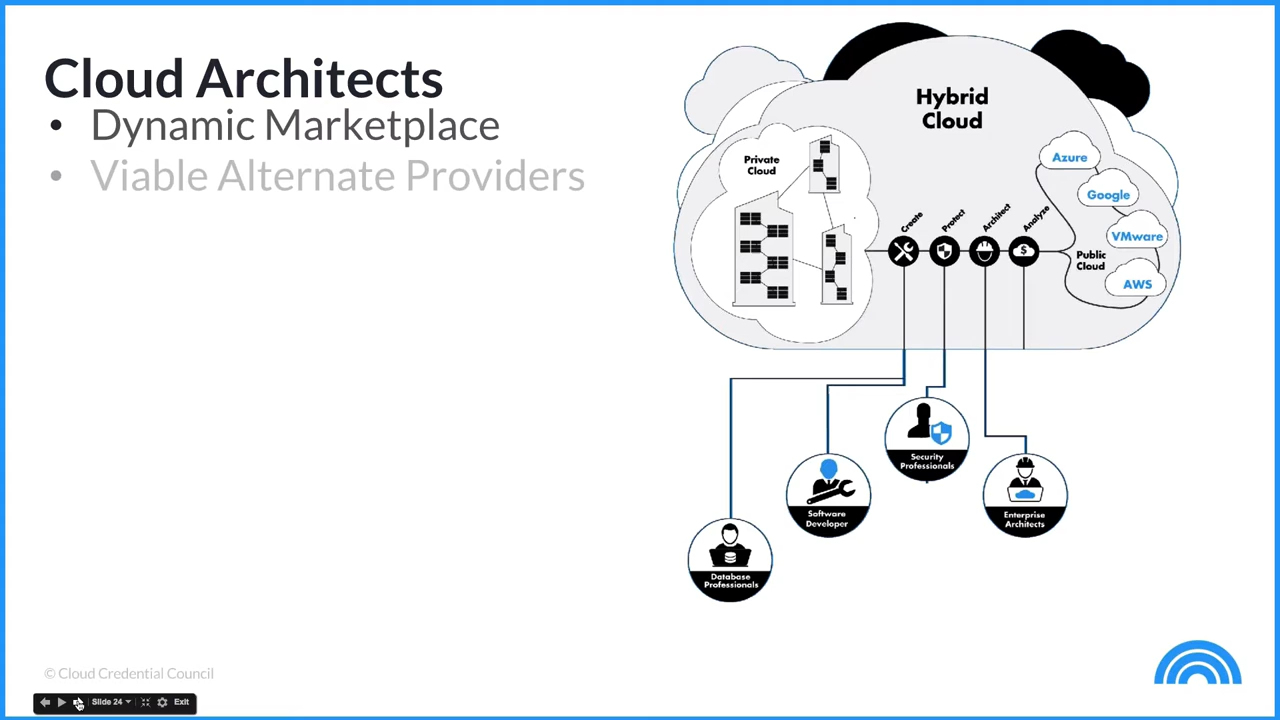 Cloud Architects
• Dynamic Marketplace
• Viable Alternate Providers
Hybrid
Cloud
Private
Cloud
Create
Protect
Architect
Analyze
$
Azure
Google
VMware
AWS
Public
Cloud
Security
Professionals
Software
Developer
Enterprise
Architects
Database
Professionals
© Cloud Credential Council
Slide 24
Exit